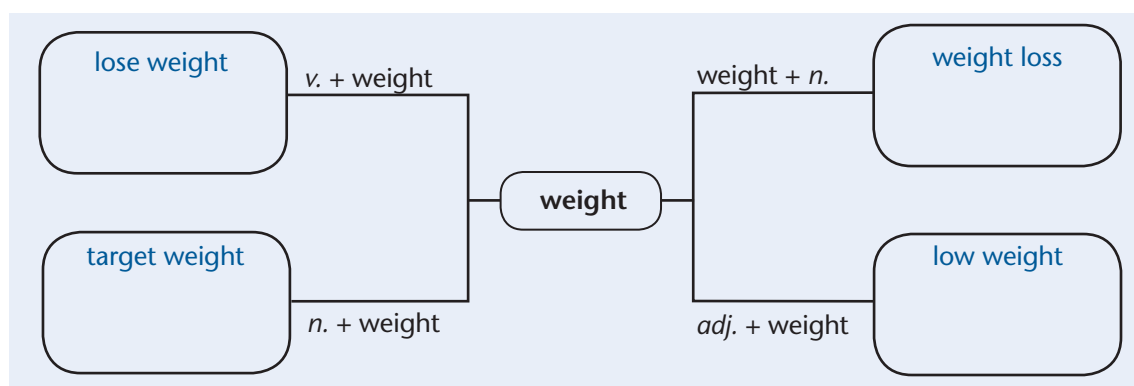 lose weight
v. + weight
weight + n.
weight loss
weight
target weight
n. + weight
adj. + weight
low weight